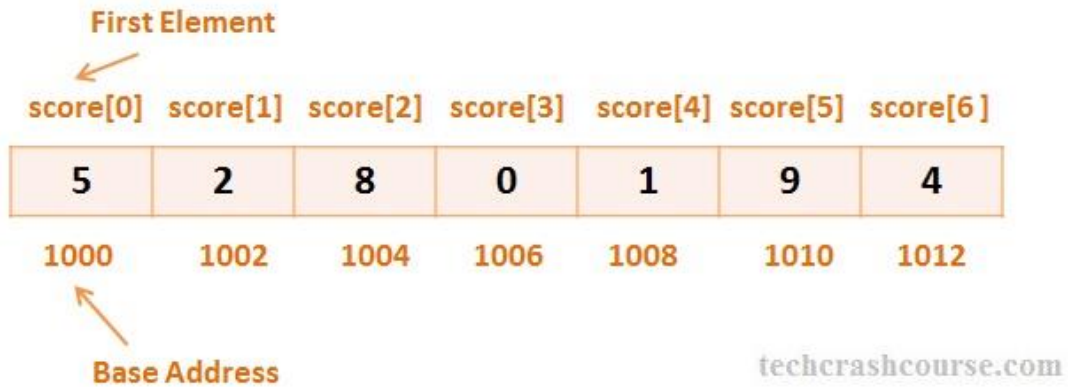 First Element
score[0] score[1] score[2] score[3] score[4] score[5] score[6 ]
5 2 8 0 1 9 4
1000 1002 1004 1006 1008 1010 1012
Base Address
techcrashcourse.com